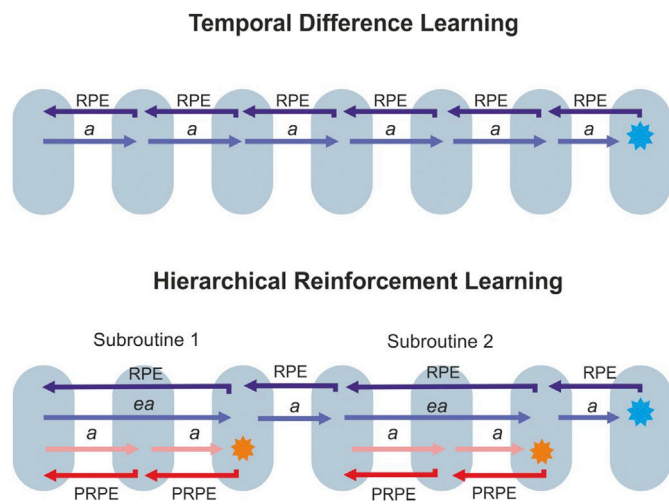 Temporal Difference Learning
RPE RPE RPE RPE RPE RPE
a a a a a a
Hierarchical Reinforcement Learning
Subroutine 1 Subroutine 2
RPE RPE RPE RPE
ea a ea a
a a a a
PRPE PRPE PRPE PRPE